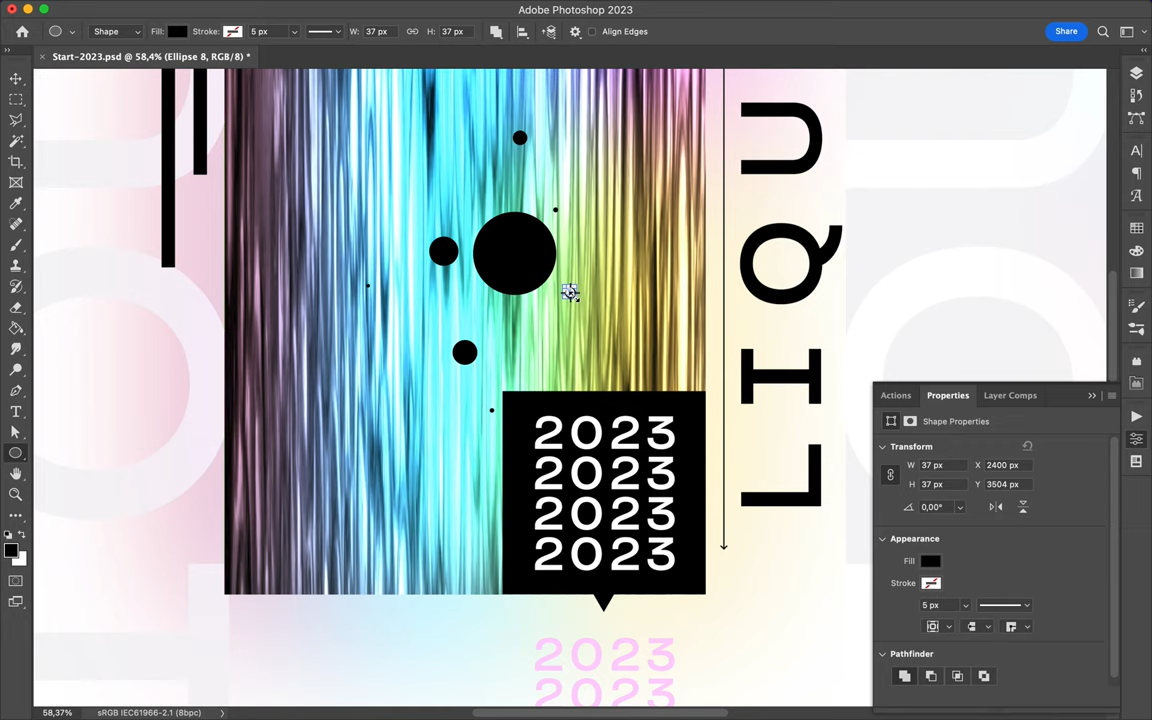 Adobe Photoshop 2023
Shape
Fill:
Stroke:
5 px
W: 37 px
H: 37 px
Align Edges
Share
Start-2023.psd @ 58,4% (Ellipse 8, RGB/8) *
LIQU
2023
2023
2023
2023
2023
2023
Actions
Properties
Layer Comps
Shape Properties
Transform
W 37 px X 2400 px
H 37 px Y 3504 px
0,00°
Appearance
Fill
Stroke
5 px
Pathfinder
58,37%
sRGB IEC61966-2.1 (8bpc)